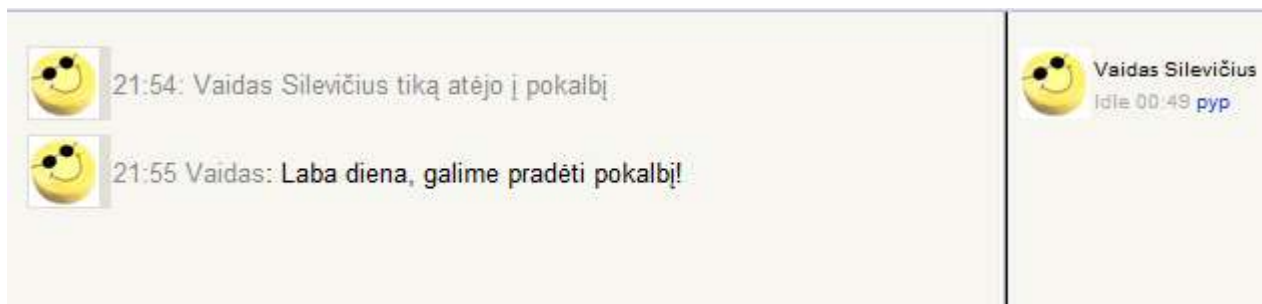 21:54: Vaidas Silevičius tiką atėjo į pokalbį
21:55 Vaidas: Laba diena, galime pradėti pokalbį!
Vaidas Silevičius
Idle 00:49 pyp